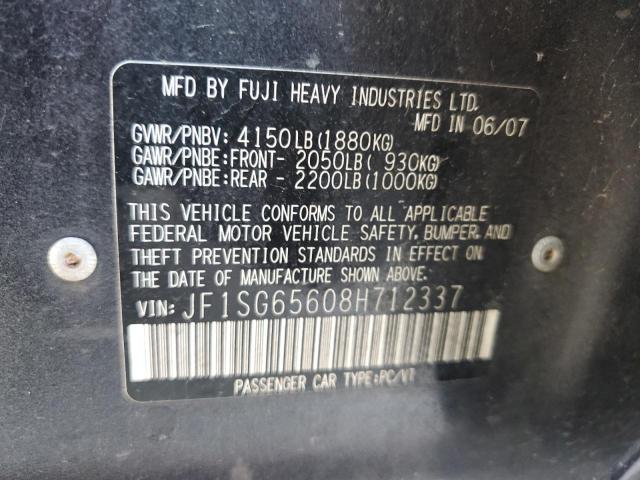 MFD BY FUJI HEAVY INDUSTRIES LTD.
MFD IN 06/07
GVWR/PNBV: 4150LB(1880KG)
GAWR/PNBE:FRONT- 2050LB( 930KG)
GAWR/PNBE:REAR - 2200LB(1000KG)
THIS VEHICLE CONFORMS TO ALL APPLICABLE
FEDERAL MOTOR VEHICLE SAFETY, BUMPER, AND
THEFT PREVENTION STANDARDS IN EFFECT ON
THE DATE OF MANUFACTURE SHOWN ABOVE.
VIN: JF1SG65608H712337
PASSENGER CAR TYPE:PC/VT